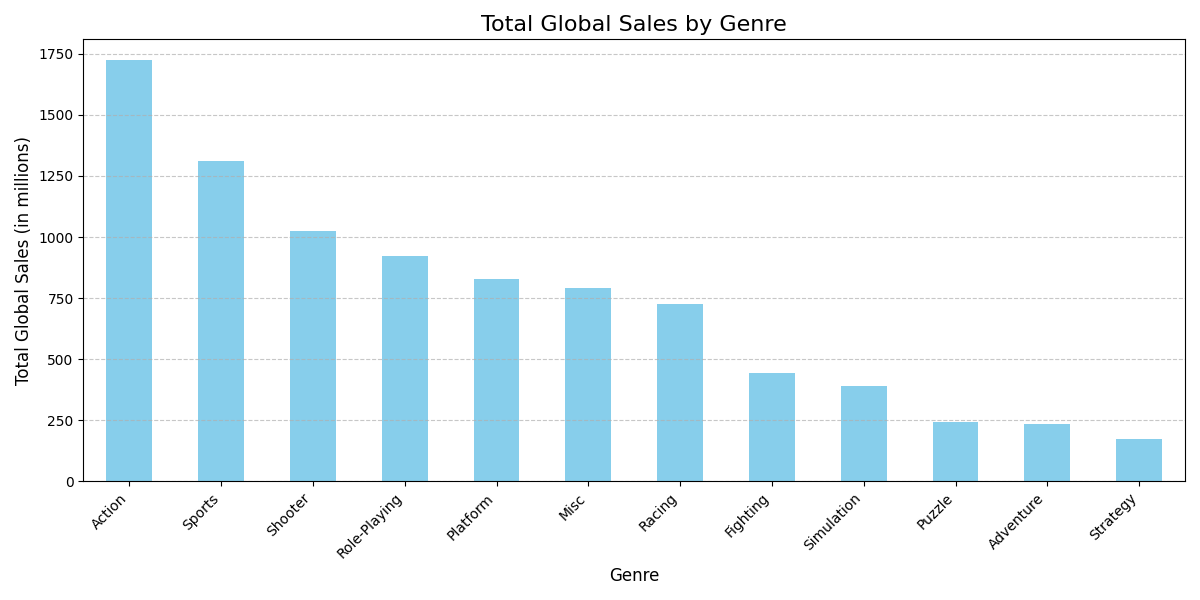 Total Global Sales by Genre
Total Global Sales (in millions)
1750
1500
1250
1000
750
500
250
0
Action
Sports
Shooter
Role-Playing
Platform
Misc
Racing
Fighting
Simulation
Puzzle
Adventure
Strategy
Genre